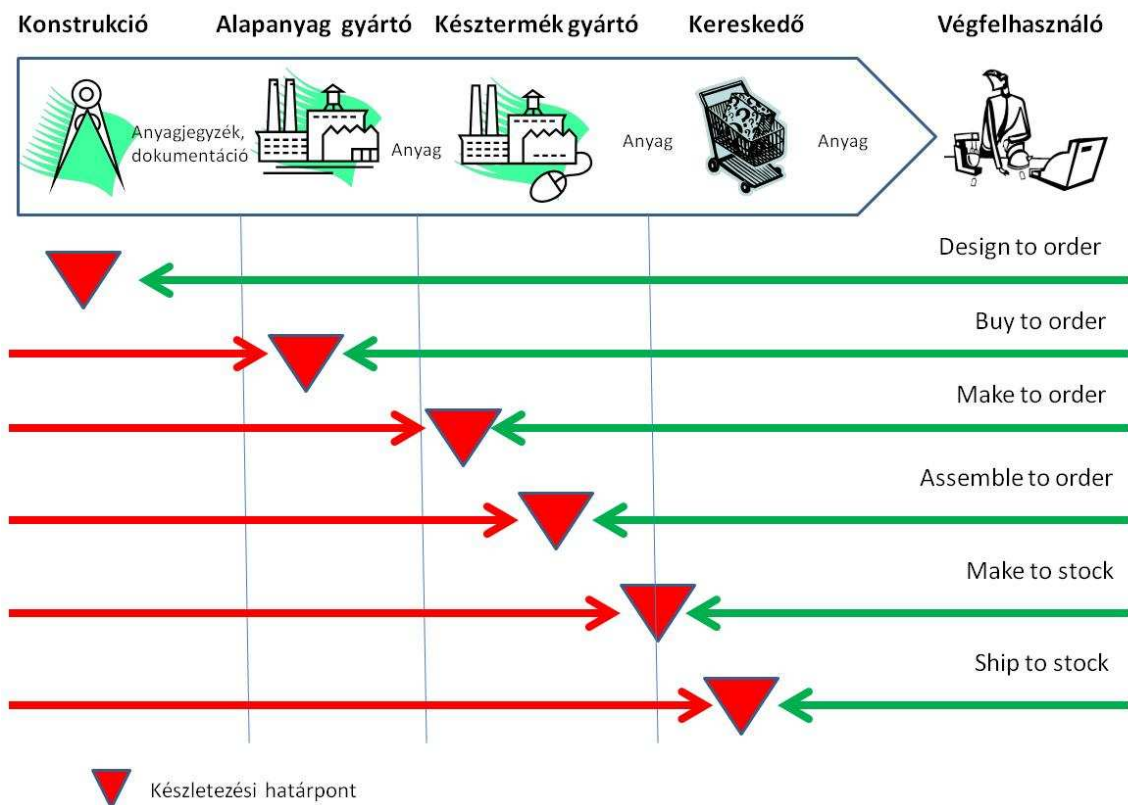 Konstrukció
Alapanyag gyártó
Késztermék gyártó
Kereskedő
Végfelhasználó
Anyagjegyzék,
dokumentáció
Anyag
Anyag
Anyag
Design to order
Buy to order
Make to order
Assemble to order
Make to stock
Ship to stock
Készletezési határpont